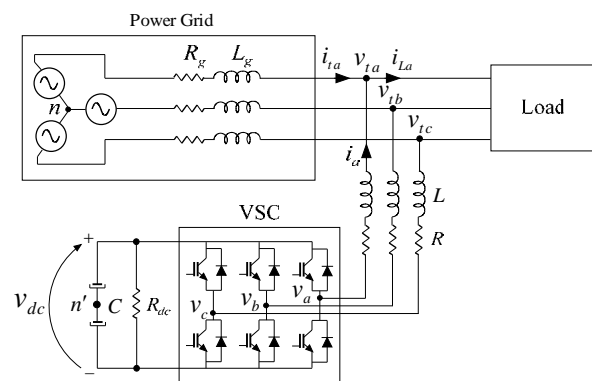 Power Grid
R_g L_g i_ta v_ta i_La
n v_tb
v_tc
Load
i_a
L
R
VSC
+
v_dc n' C R_dc v_c v_b v_a
−